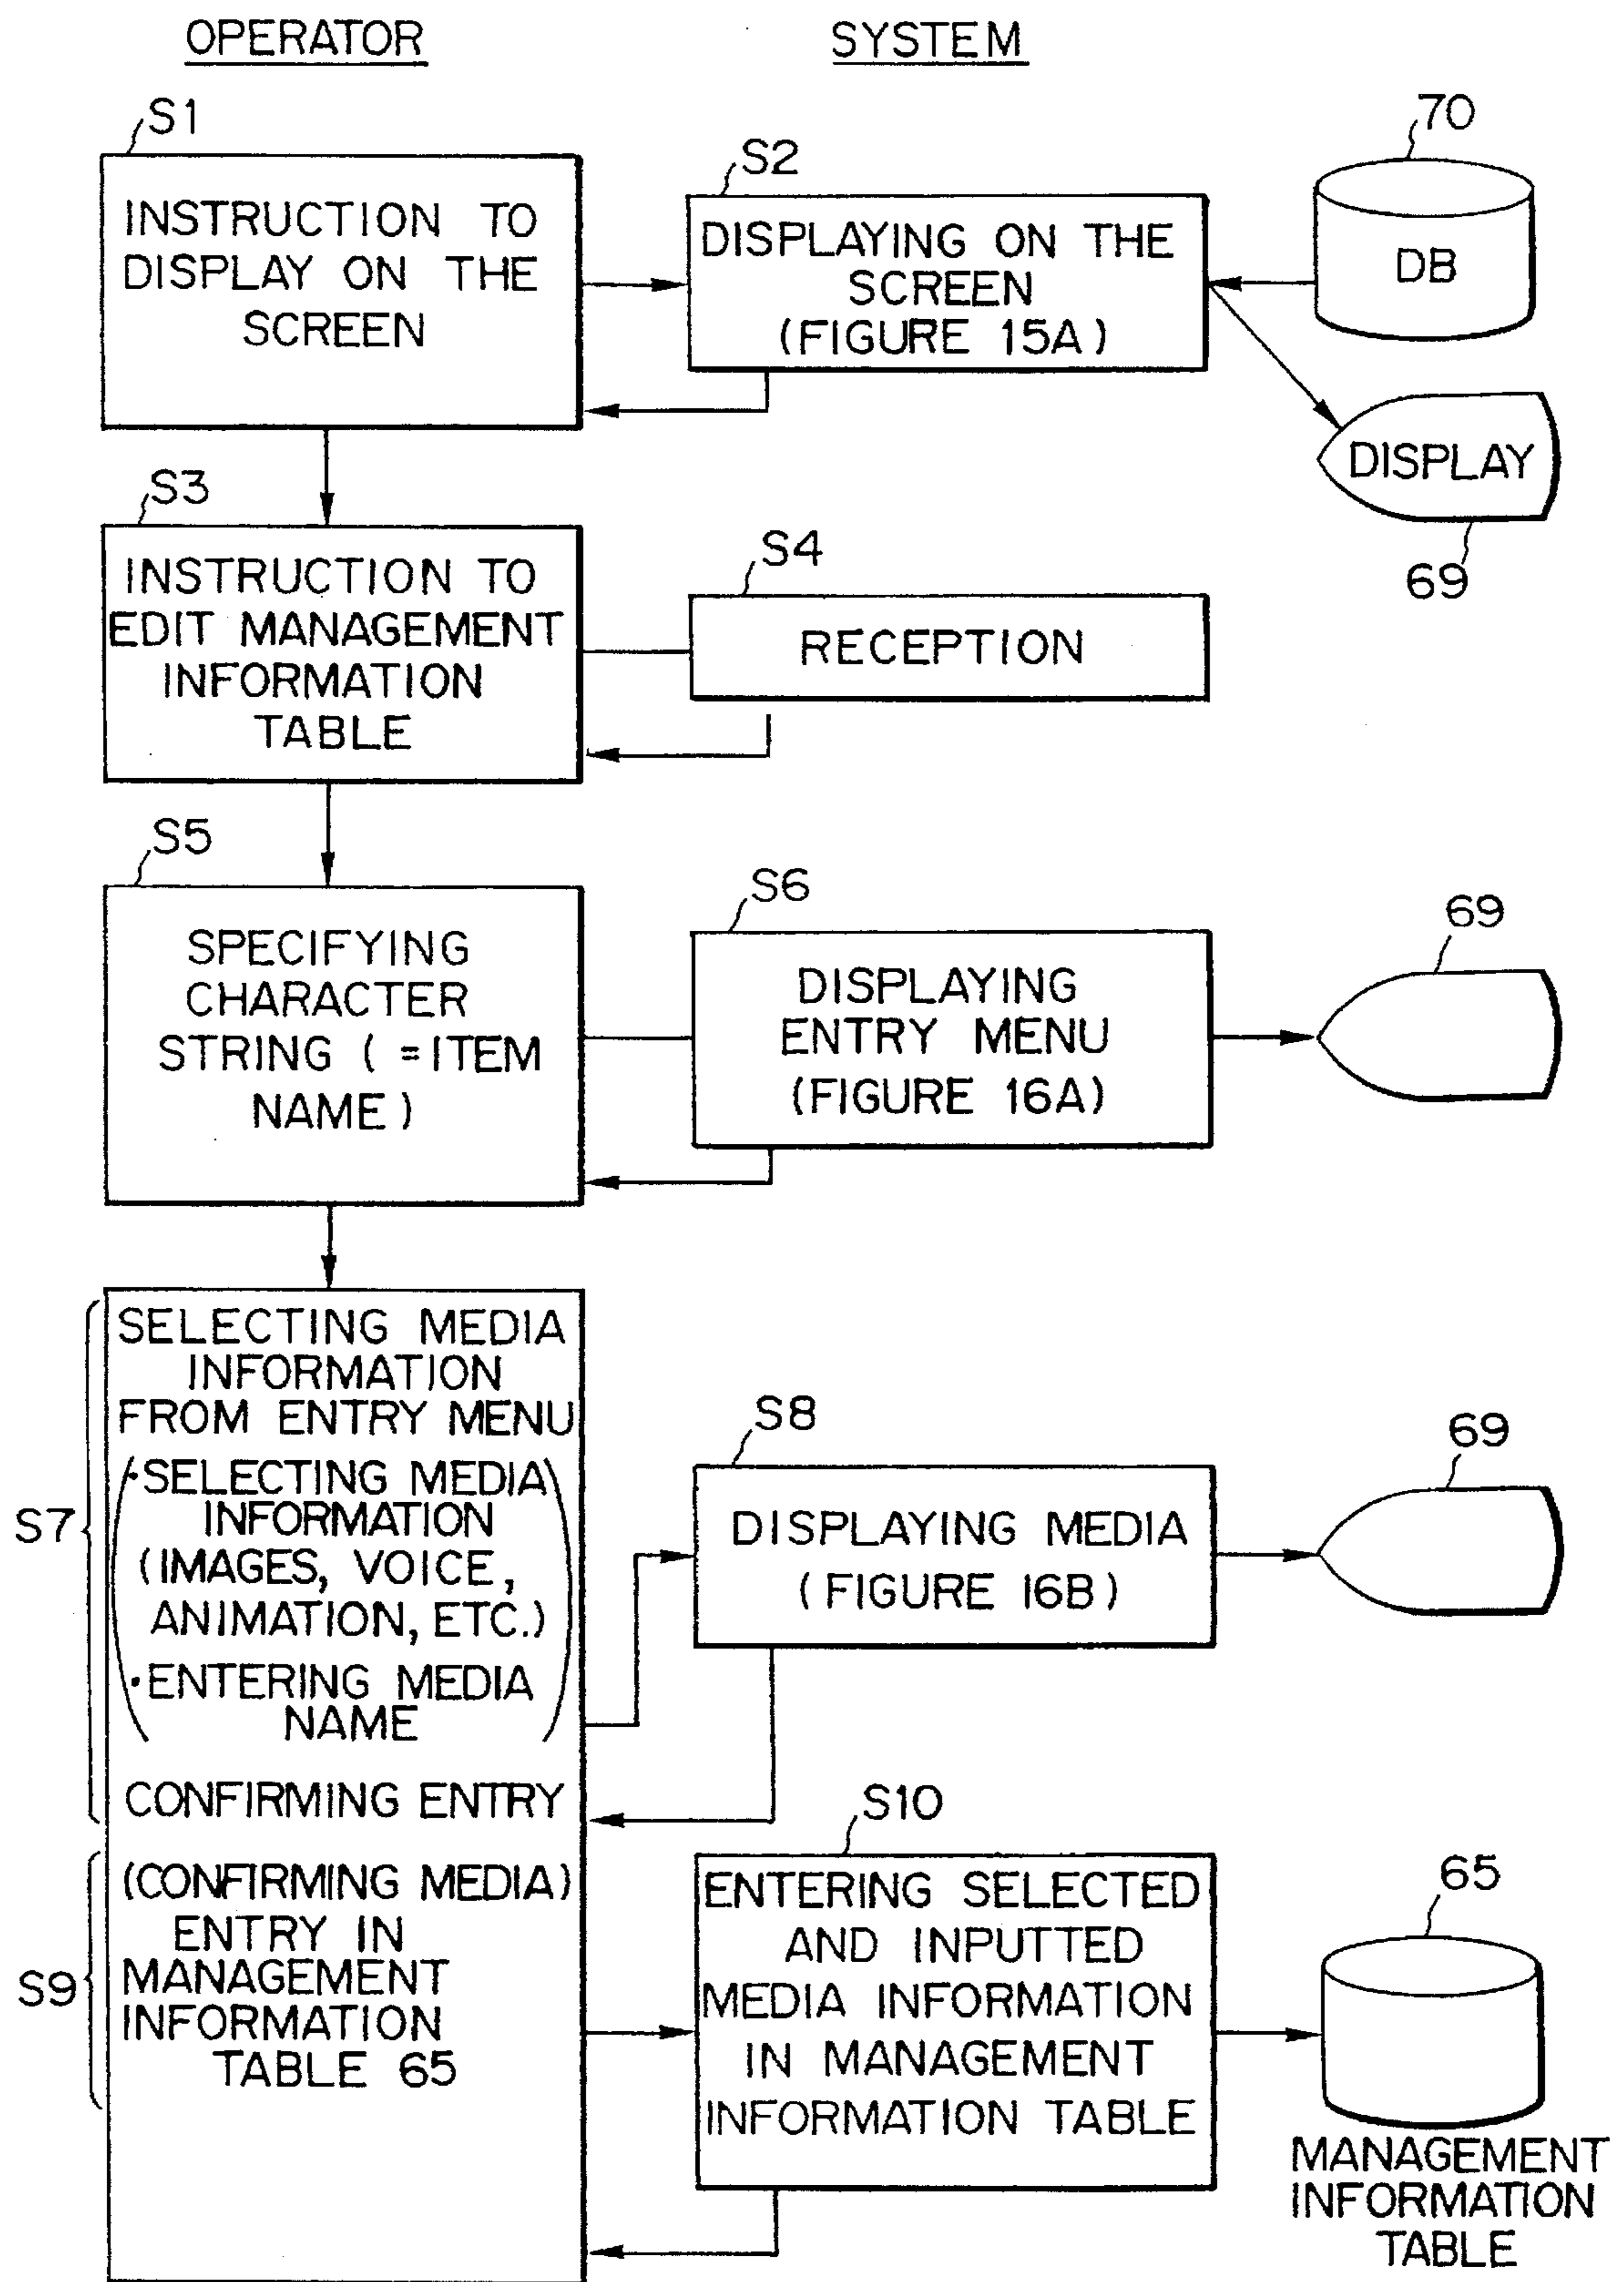 OPERATOR
SYSTEM
S1
INSTRUCTION TO
DISPLAY ON THE
SCREEN
S2
DISPLAYING ON THE
SCREEN
(FIGURE 15A)
70
DB
DISPLAY
69
S3
INSTRUCTION TO
EDIT MANAGEMENT
INFORMATION
TABLE
S4
RECEPTION
S5
SPECIFYING
CHARACTER
STRING ( =ITEM
NAME )
S6
DISPLAYING
ENTRY MENU
(FIGURE 16A)
69
S7
SELECTING MEDIA
INFORMATION
FROM ENTRY MENU
·SELECTING MEDIA
INFORMATION
(IMAGES, VOICE,
ANIMATION, ETC.)
·ENTERING MEDIA
NAME
CONFIRMING ENTRY
S8
DISPLAYING MEDIA
(FIGURE 16B)
69
S9
(CONFIRMING MEDIA)
ENTRY IN
MANAGEMENT
INFORMATION
TABLE 65
S10
ENTERING SELECTED
AND INPUTTED
MEDIA INFORMATION
IN MANAGEMENT
INFORMATION TABLE
65
MANAGEMENT
INFORMATION
TABLE